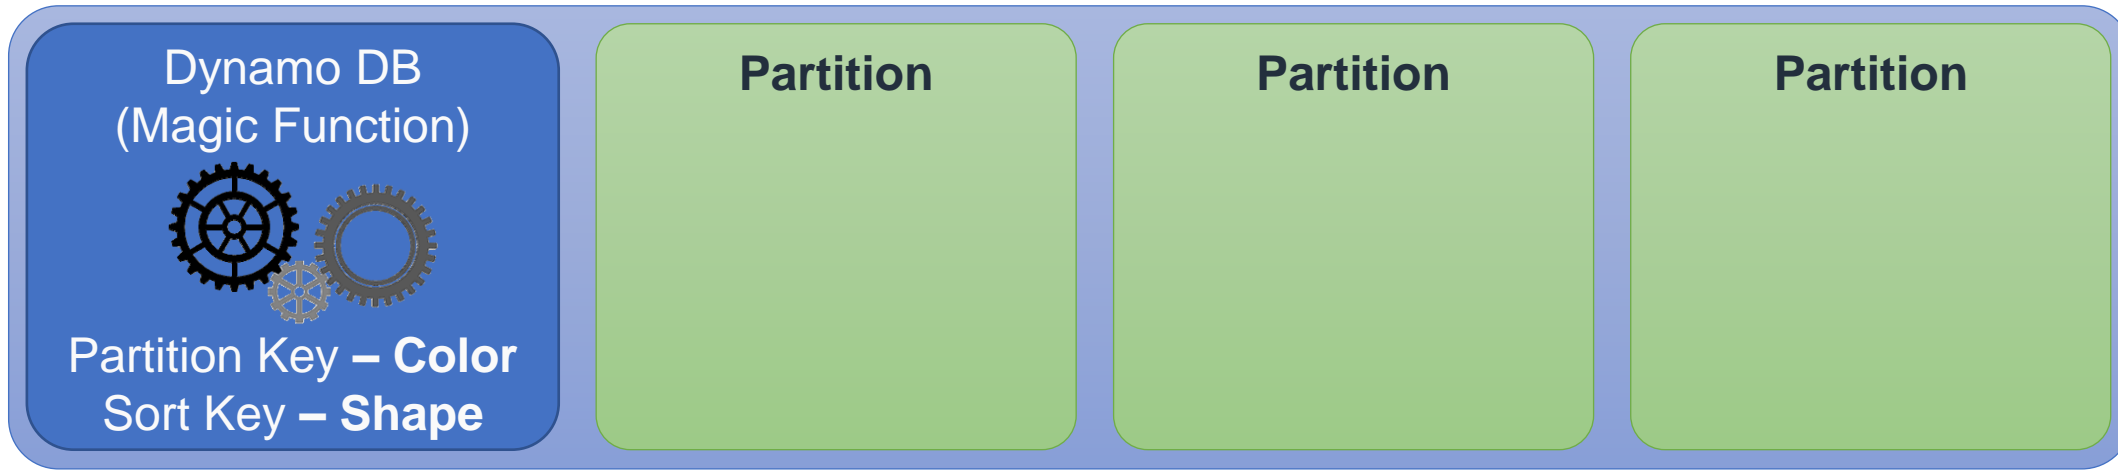 Dynamo DB
(Magic Function)
Partition Key – Color
Sort Key – Shape
Partition
Partition
Partition